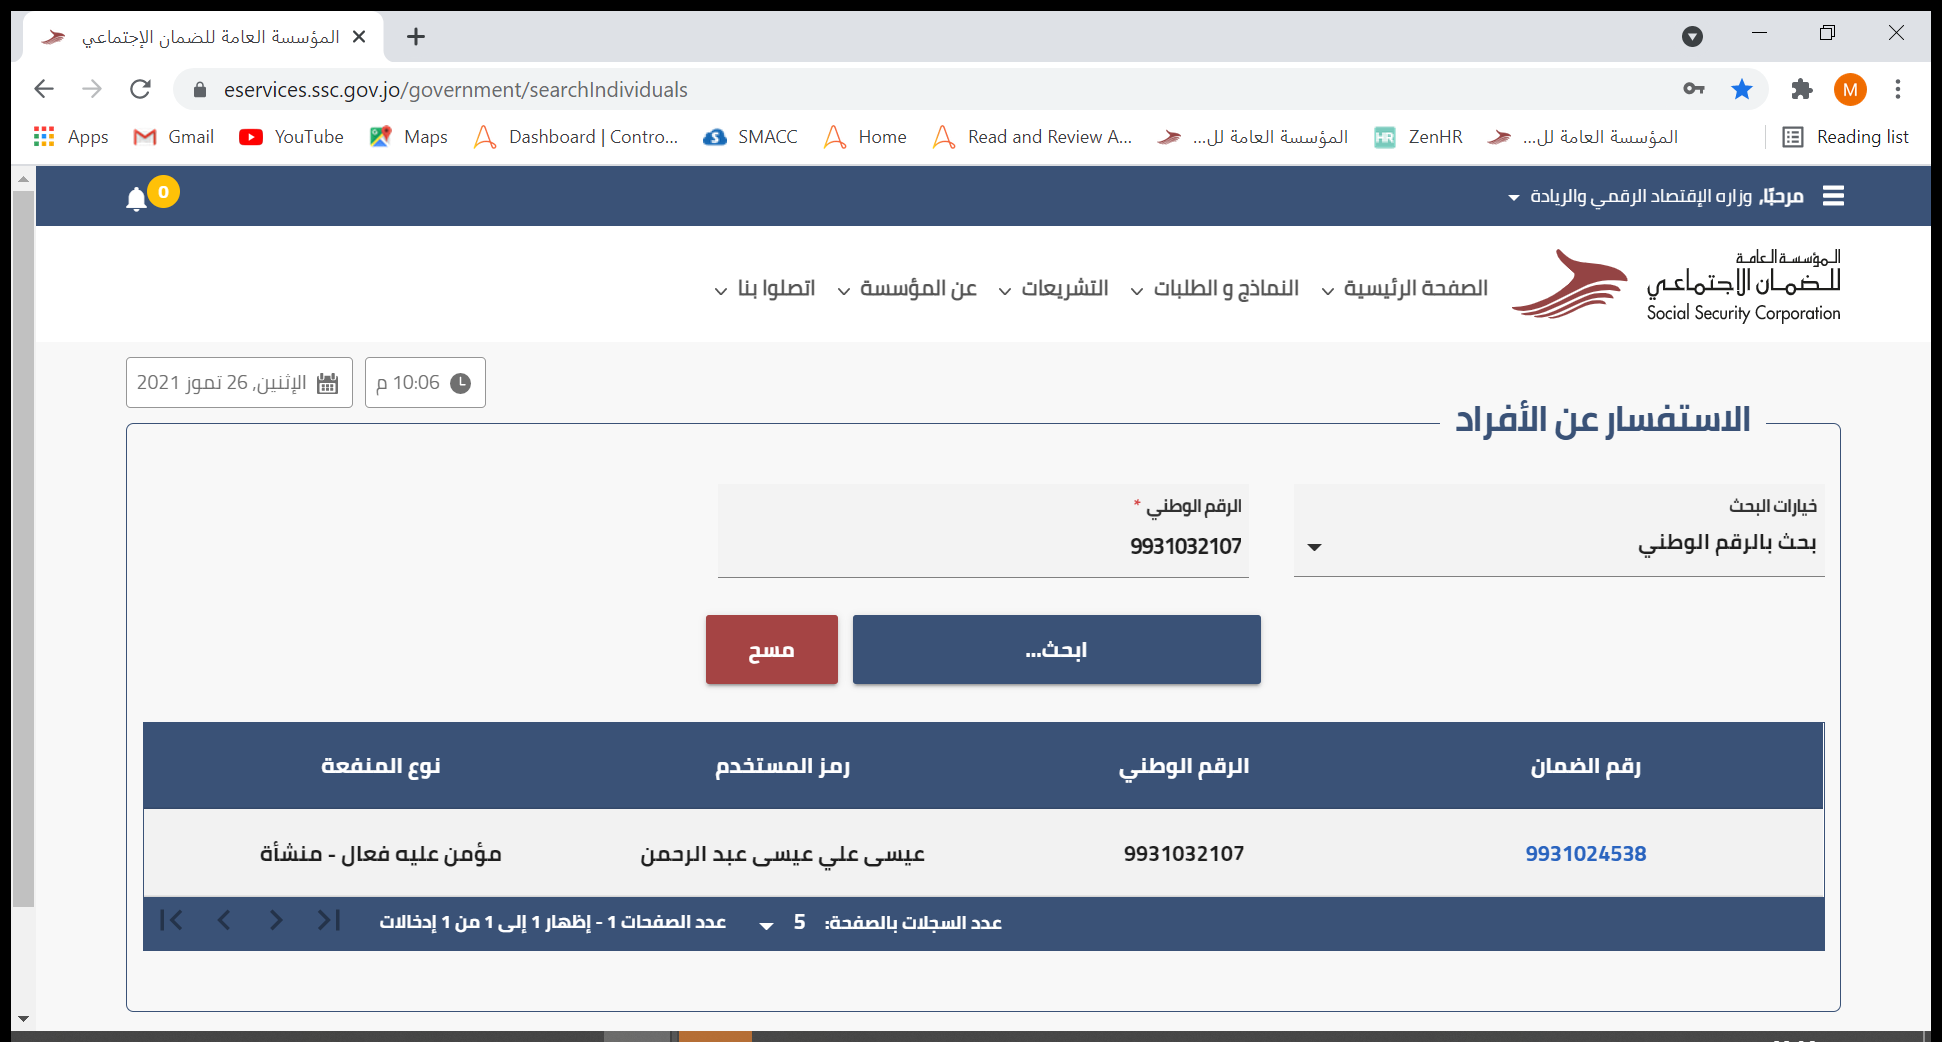 المؤسسة العامة للضمان الإجتماعي
eservices.ssc.gov.jo/government/searchIndividuals
M
Apps Gmail YouTube Maps Dashboard | Contro... SMACC Home Read and Review A... المؤسسة العامة لل... ZenHR المؤسسة العامة لل... Reading list
مرحبًا, وزاره الإقتصاد الرقمي والريادة
0
المؤسسة العامة
للضمان الإجتماعي
Social Security Corporation
الصفحة الرئيسية النماذج و الطلبات التشريعات عن المؤسسة اتصلوا بنا
10:06 م
الإثنين, 26 تموز 2021
الاستفسار عن الأفراد
خيارات البحث
بحث بالرقم الوطني
الرقم الوطني *
9931032107
ابحث...
مسح
رقم الضمان الرقم الوطني رمز المستخدم نوع المنفعة
9931024538 9931032107 عيسى علي عيسى عبد الرحمن مؤمن عليه فعال - منشأة
عدد السجلات بالصفحة: 5 عدد الصفحات 1 - إظهار 1 إلى 1 من 1 إدخالات